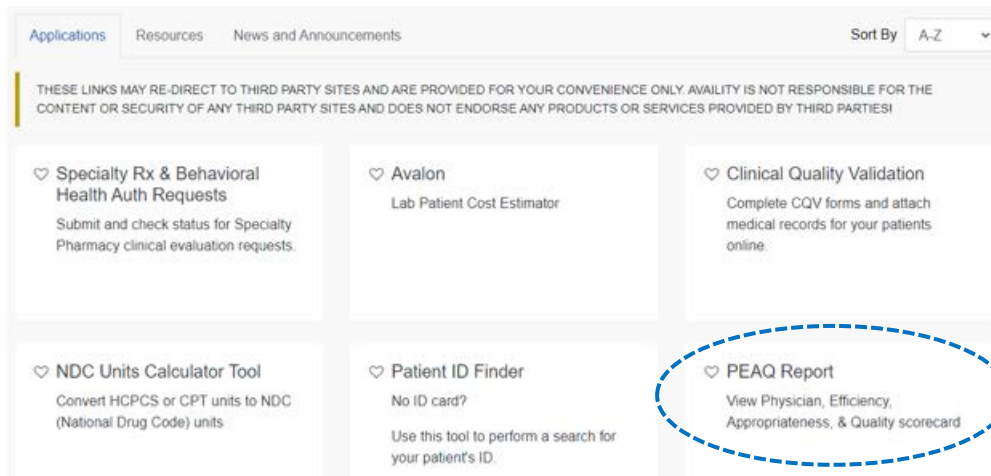 Applications Resources News and Announcements Sort By A-Z
THESE LINKS MAY RE-DIRECT TO THIRD PARTY SITES AND ARE PROVIDED FOR YOUR CONVENIENCE ONLY. AVAILITY IS NOT RESPONSIBLE FOR THE
CONTENT OR SECURITY OF ANY THIRD PARTY SITES AND DOES NOT ENDORSE ANY PRODUCTS OR SERVICES PROVIDED BY THIRD PARTIES!
Specialty Rx & Behavioral
Health Auth Requests
Submit and check status for Specialty
Pharmacy clinical evaluation requests.
Avalon
Lab Patient Cost Estimator
Clinical Quality Validation
Complete CQV forms and attach
medical records for your patients
online.
NDC Units Calculator Tool
Convert HCPCS or CPT units to NDC
(National Drug Code) units
Patient ID Finder
No ID card?
Use this tool to perform a search for
your patient's ID.
PEAQ Report
View Physician, Efficiency,
Appropriateness, & Quality scorecard